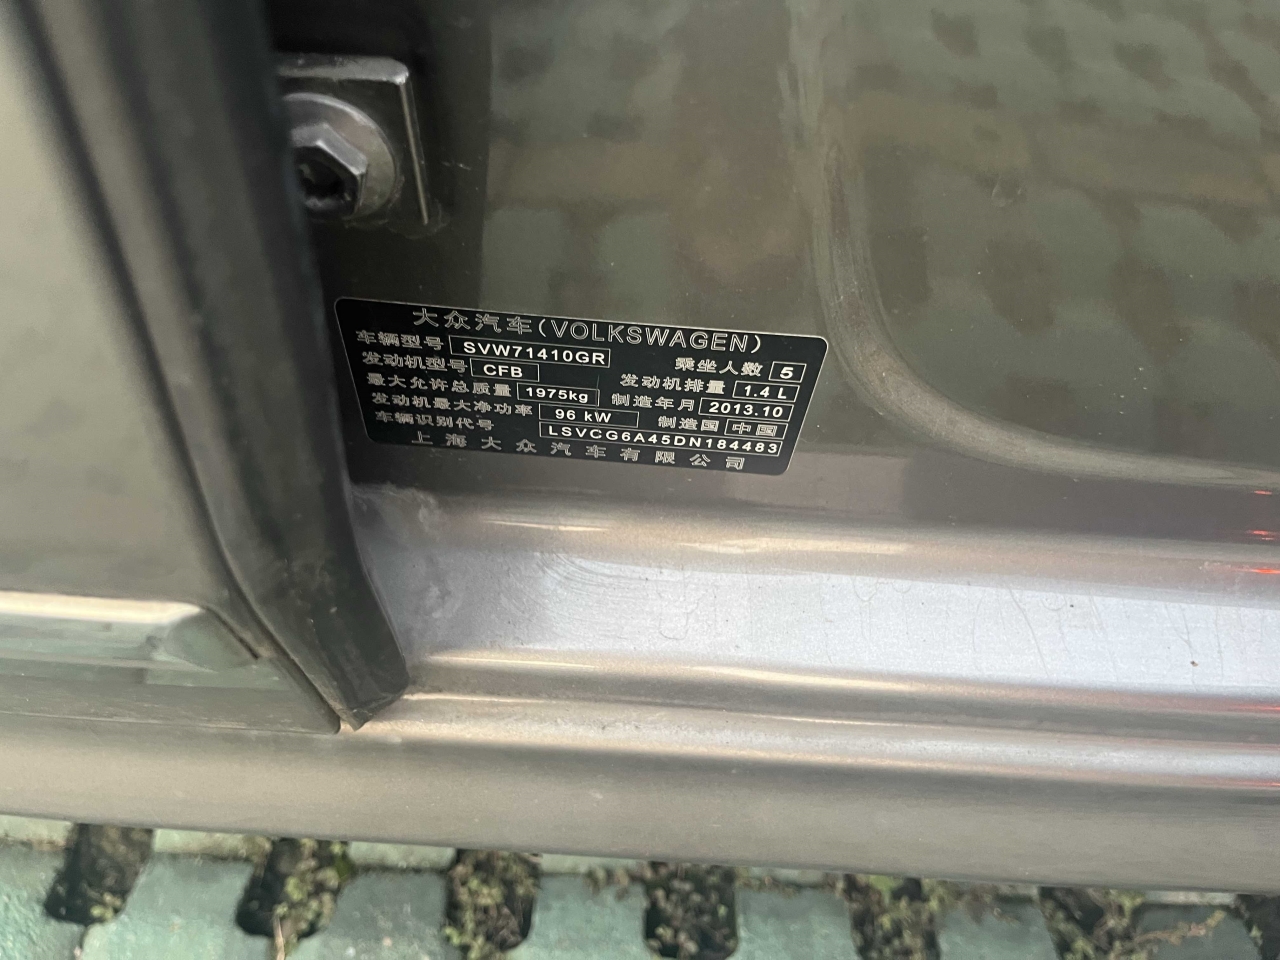 大众汽车(VOLKSWAGEN)
车辆型号 SVW71410GR 乘坐人数 5
发动机型号 CFB 发动机排量 1.4 L
最大允许总质量 1975kg 制造年月 2013.10
发动机最大净功率 96 kW 制造国 中国
车辆识别代号 LSVCG6A45DN184483
上海大众汽车有限公司